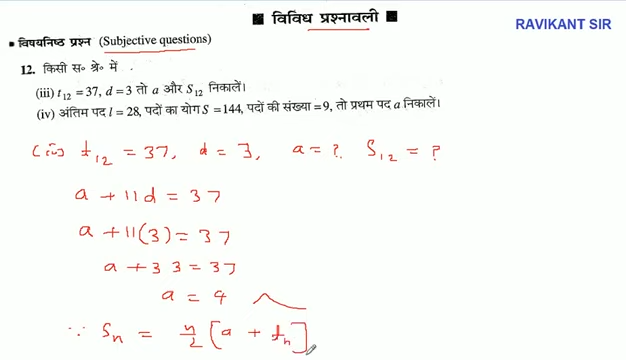 ■ विविध प्रश्नावली ■
RAVIKANT SIR
▪ विषयनिष्ठ प्रश्न (Subjective questions)
12. किसी स॰ श्रे॰ में
(iii) t₁₂ = 37, d = 3 तो a और S₁₂ निकालें।
(iv) अंतिम पद l = 28, पदों का योग S = 144, पदों की संख्या = 9, तो प्रथम पद a निकालें।
(iii) t₁₂ = 37, d = 3, a = ? S₁₂ = ?
a + 11d = 37
a + 11(3) = 37
a + 33 = 37
a = 4
∵ Sₙ = n/2 [a + tₙ]